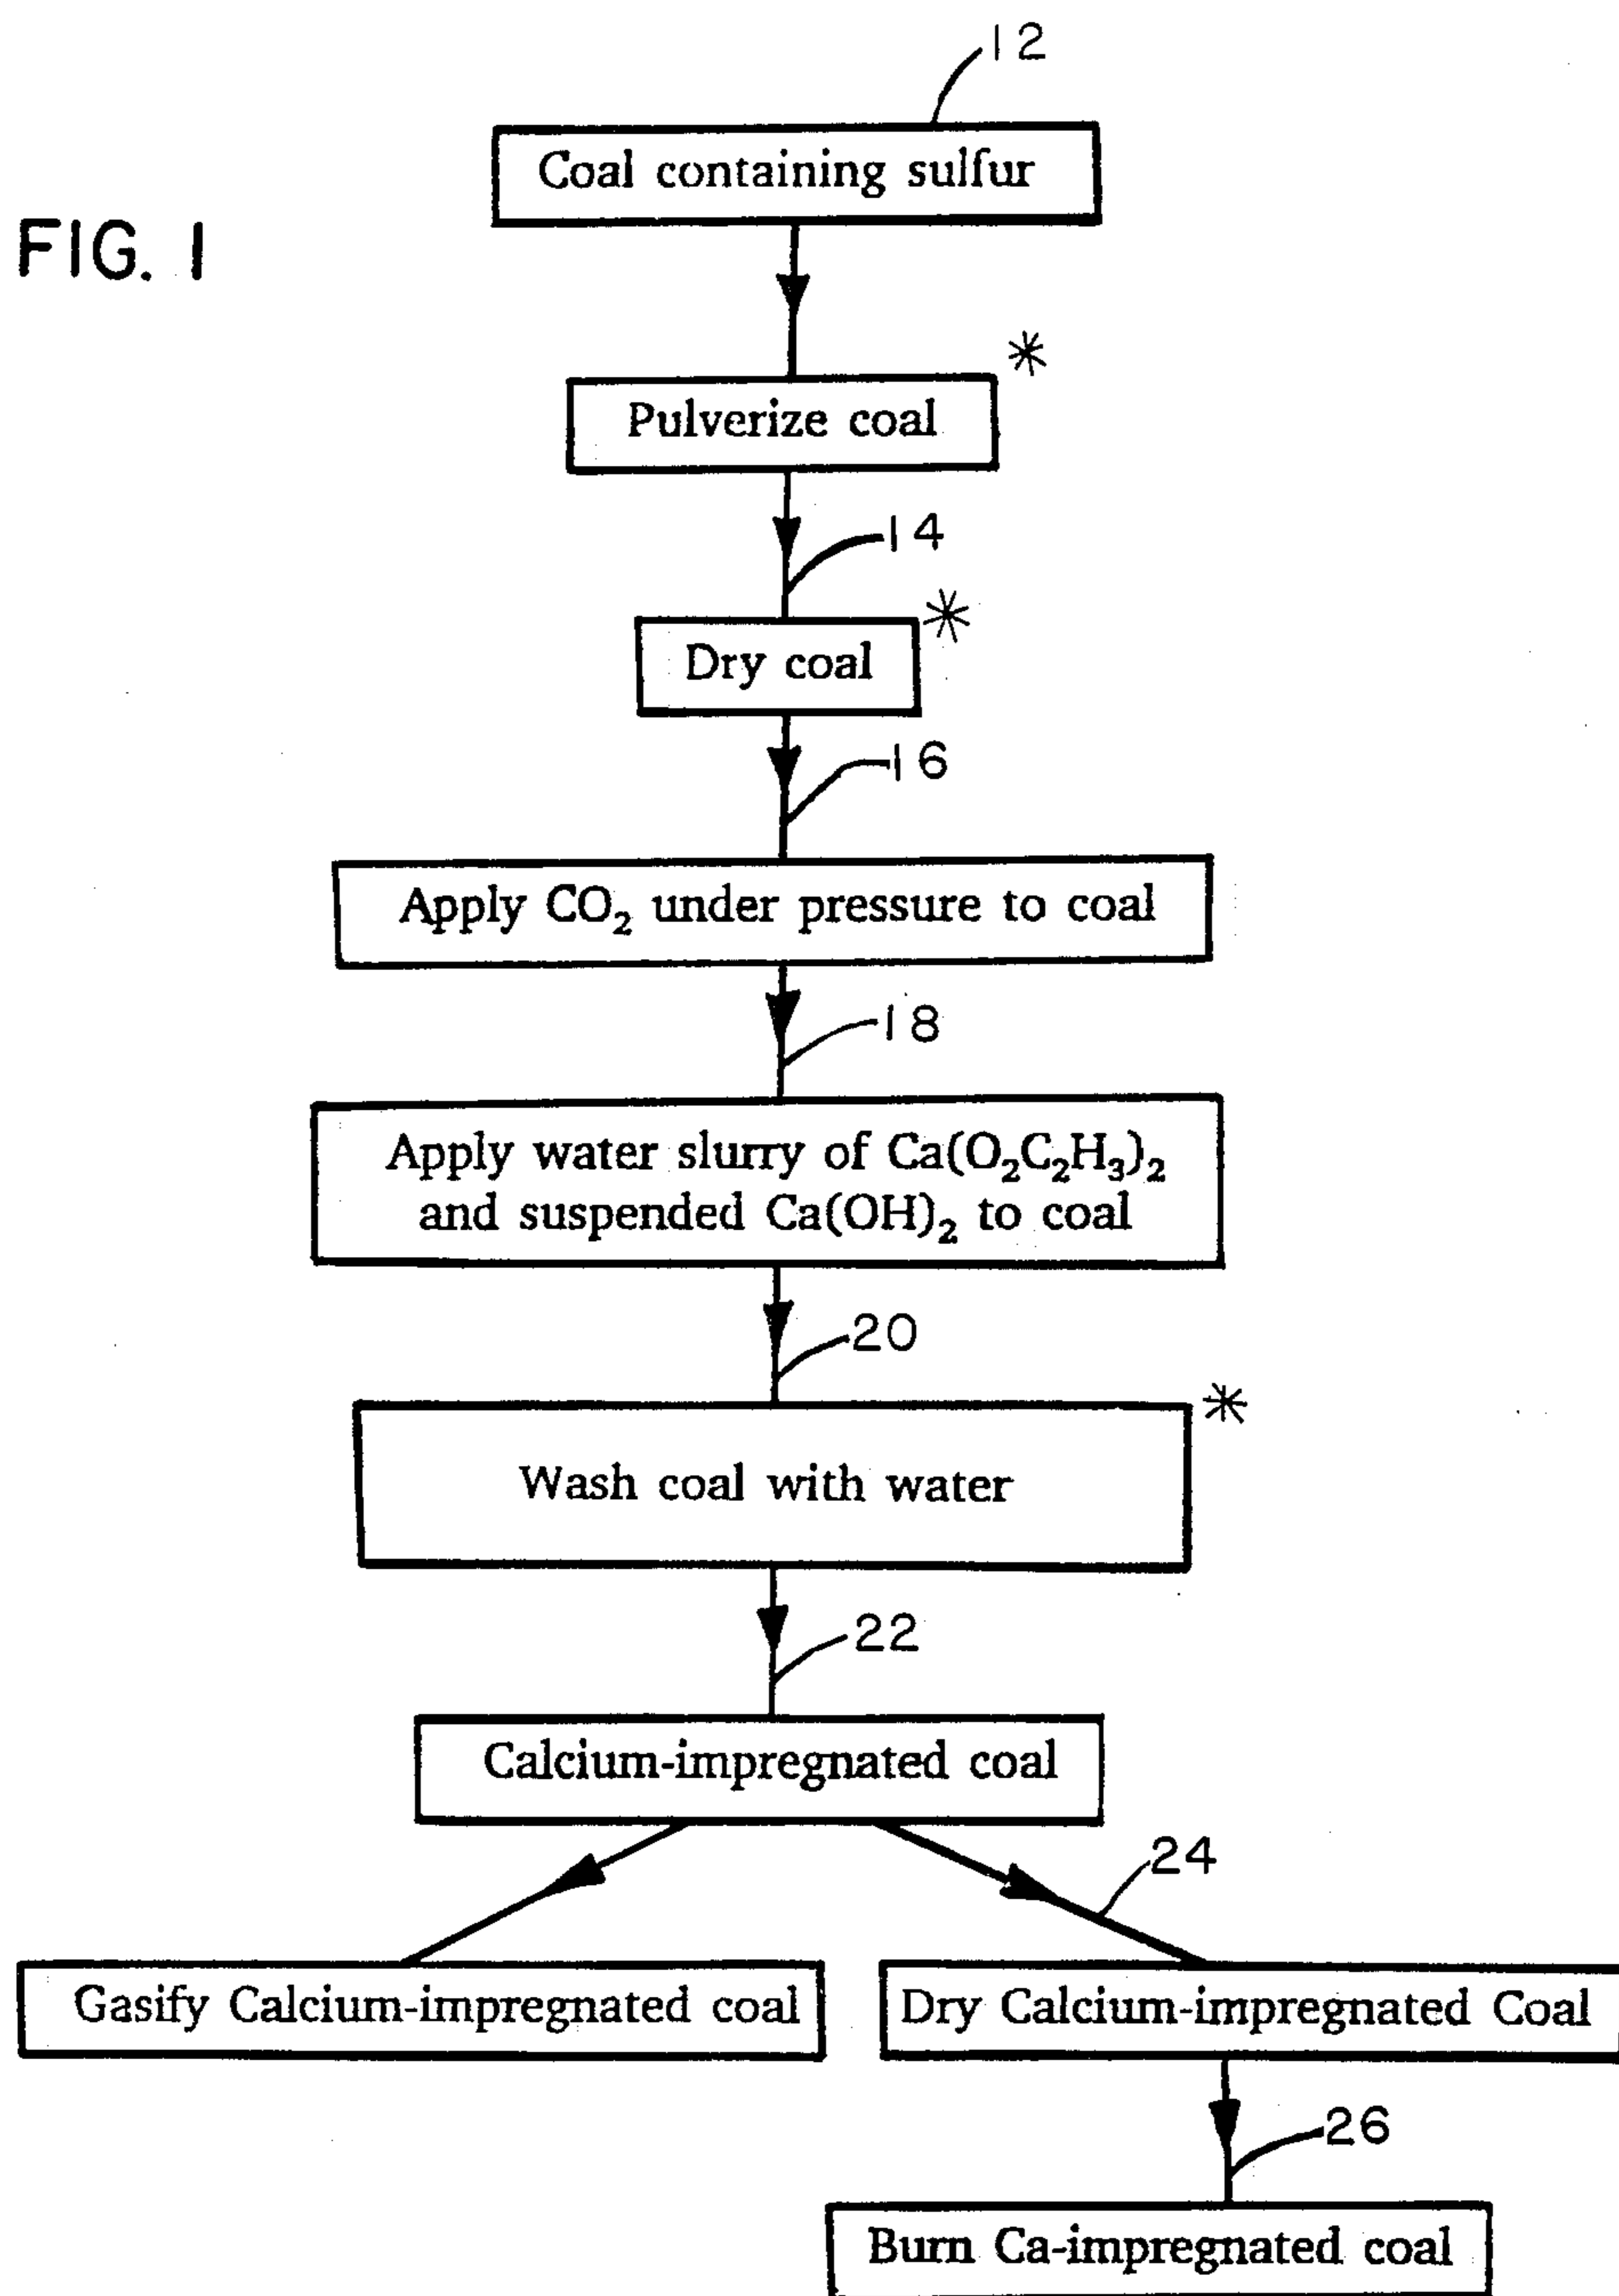 12
Coal containing sulfur
FIG. 1
*
Pulverize coal
14
*
Dry coal
16
Apply CO₂ under pressure to coal
18
Apply water slurry of Ca(O₂C₂H₃)₂
and suspended Ca(OH)₂ to coal
20
*
Wash coal with water
22
Calcium-impregnated coal
24
Gasify Calcium-impregnated coal
Dry Calcium-impregnated Coal
26
Burn Ca-impregnated coal